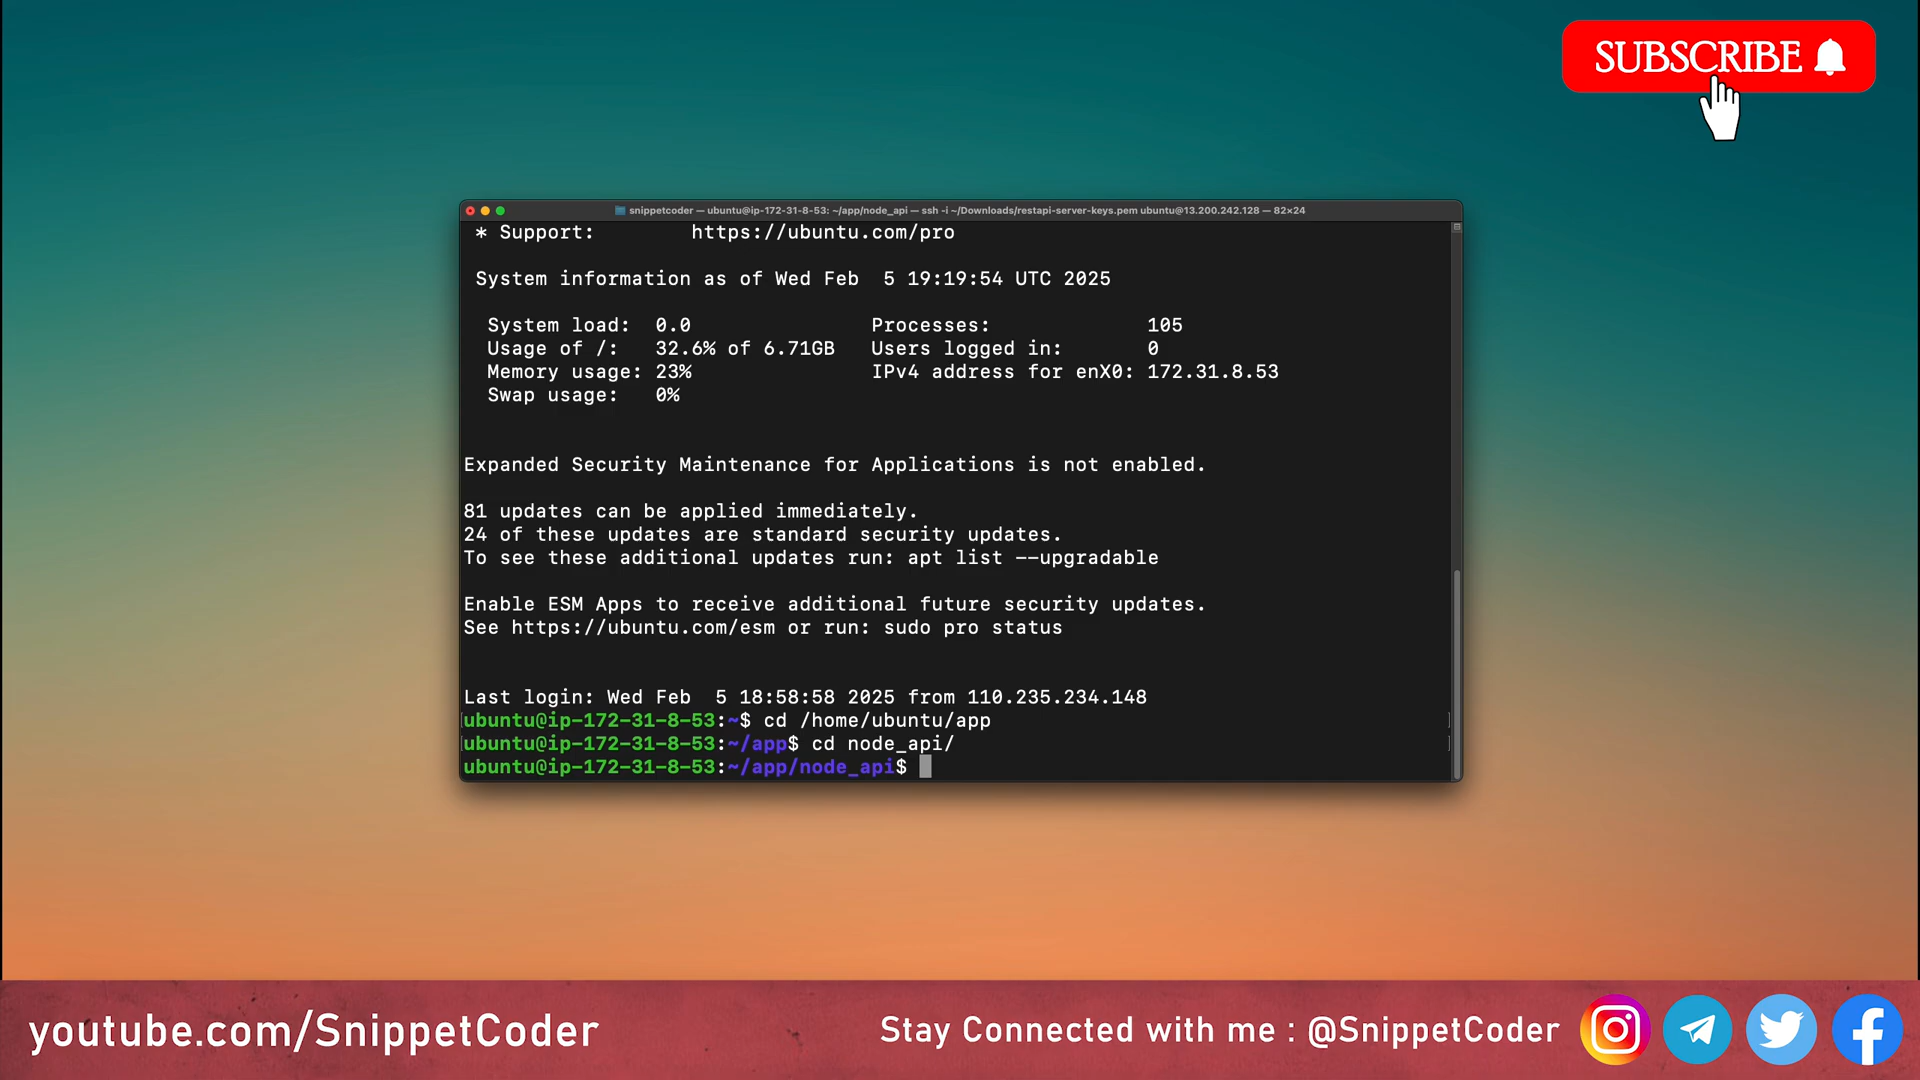 SUBSCRIBE
snippetcoder — ubuntu@ip-172-31-8-53: ~/app/node_api — ssh -i ~/Downloads/restapi-server-keys.pem ubuntu@13.200.242.128 — 82×24
* Support:        https://ubuntu.com/pro
System information as of Wed Feb  5 19:19:54 UTC 2025
System load:  0.0               Processes:             105
Usage of /:   32.6% of 6.71GB   Users logged in:       0
Memory usage: 23%               IPv4 address for enX0: 172.31.8.53
Swap usage:   0%
Expanded Security Maintenance for Applications is not enabled.
81 updates can be applied immediately.
24 of these updates are standard security updates.
To see these additional updates run: apt list --upgradable
Enable ESM Apps to receive additional future security updates.
See https://ubuntu.com/esm or run: sudo pro status
Last login: Wed Feb  5 18:58:58 2025 from 110.235.234.148
ubuntu@ip-172-31-8-53:~$ cd /home/ubuntu/app
ubuntu@ip-172-31-8-53:~/app$ cd node_api/
ubuntu@ip-172-31-8-53:~/app/node_api$
youtube.com/SnippetCoder
Stay Connected with me : @SnippetCoder